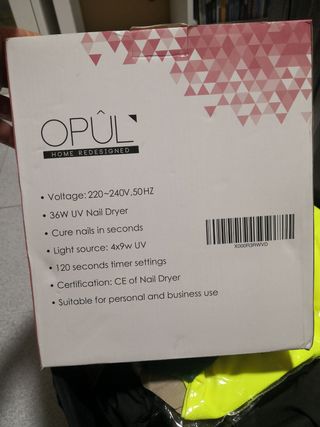 OPÛL
HOME REDESIGNED
• Voltage: 220~240V,50HZ
• 36W UV Nail Dryer
• Cure nails in seconds
• Light source: 4x9w UV
• 120 seconds timer settings
• Certification: CE of Nail Dryer
• Suitable for personal and business use
X000R3RWVD